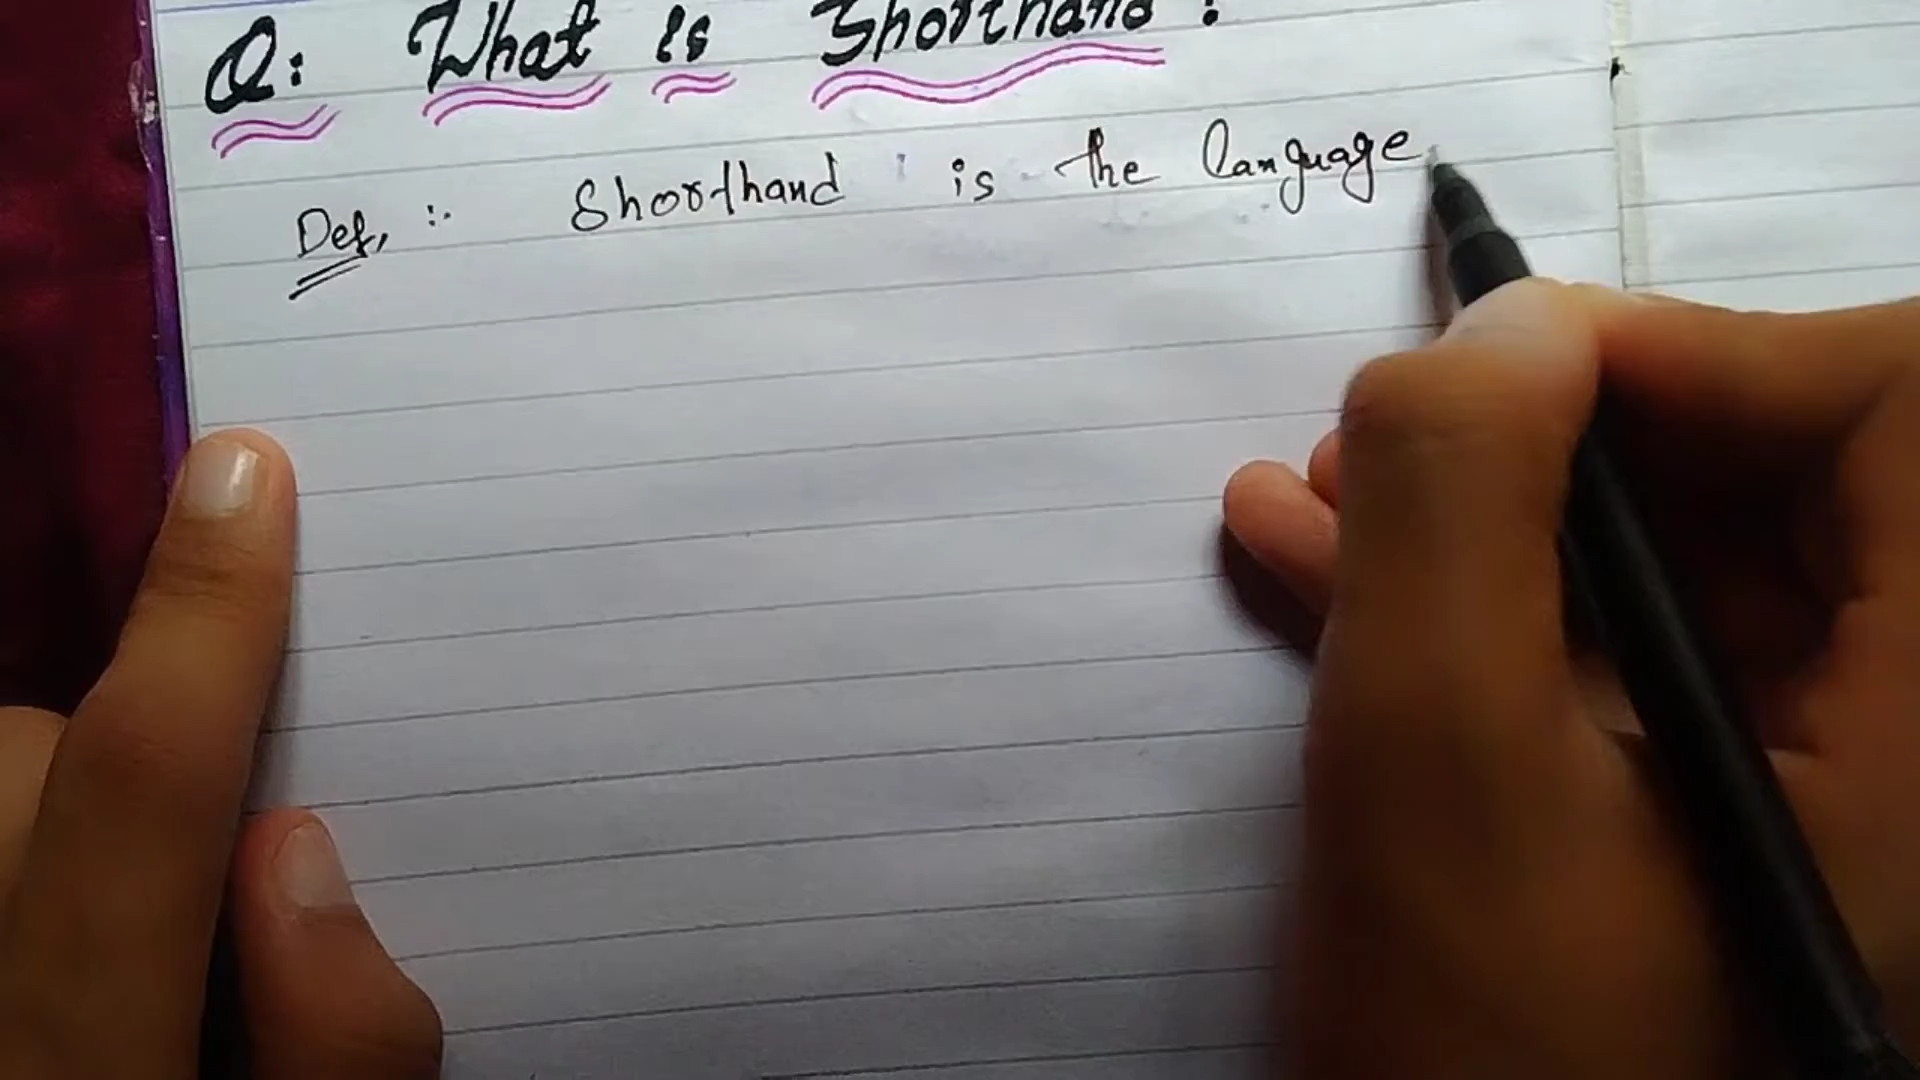 Q: What is Shorthand?
Def, :- Shorthand is the language